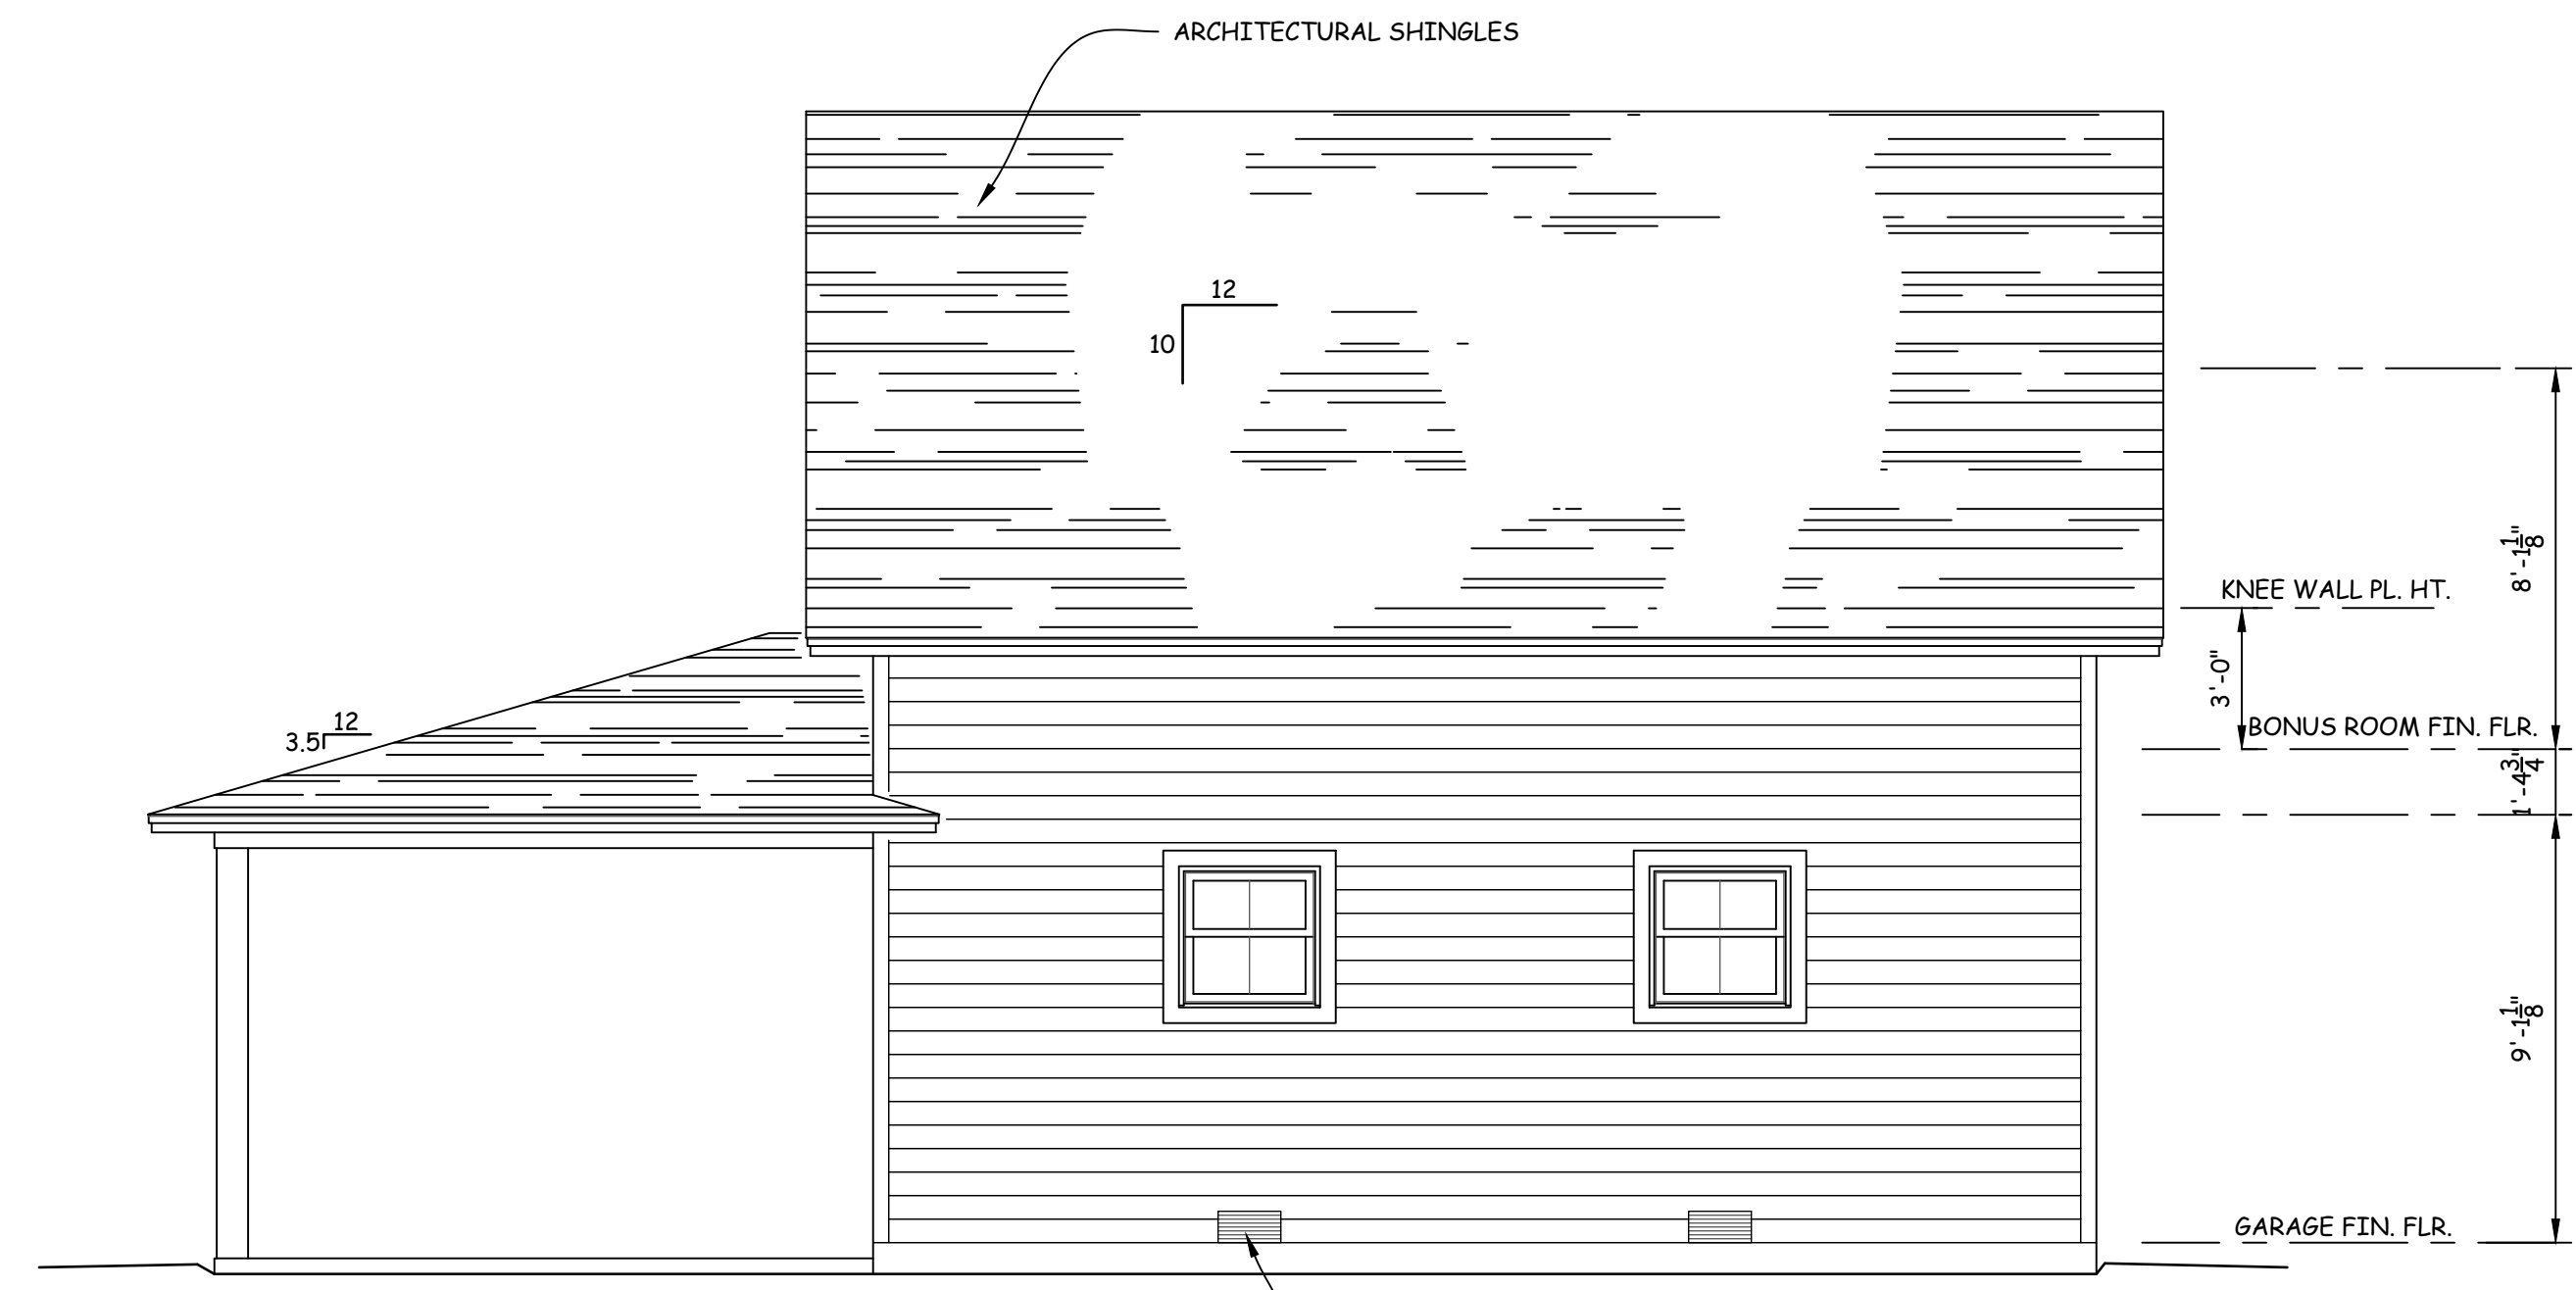 ARCHITECTURAL SHINGLES
12
10
8'-1 1/8"
KNEE WALL PL. HT.
3'-0"
12
3.5
BONUS ROOM FIN. FLR.
1'-4 3/4"
9'-1 1/8"
GARAGE FIN. FLR.